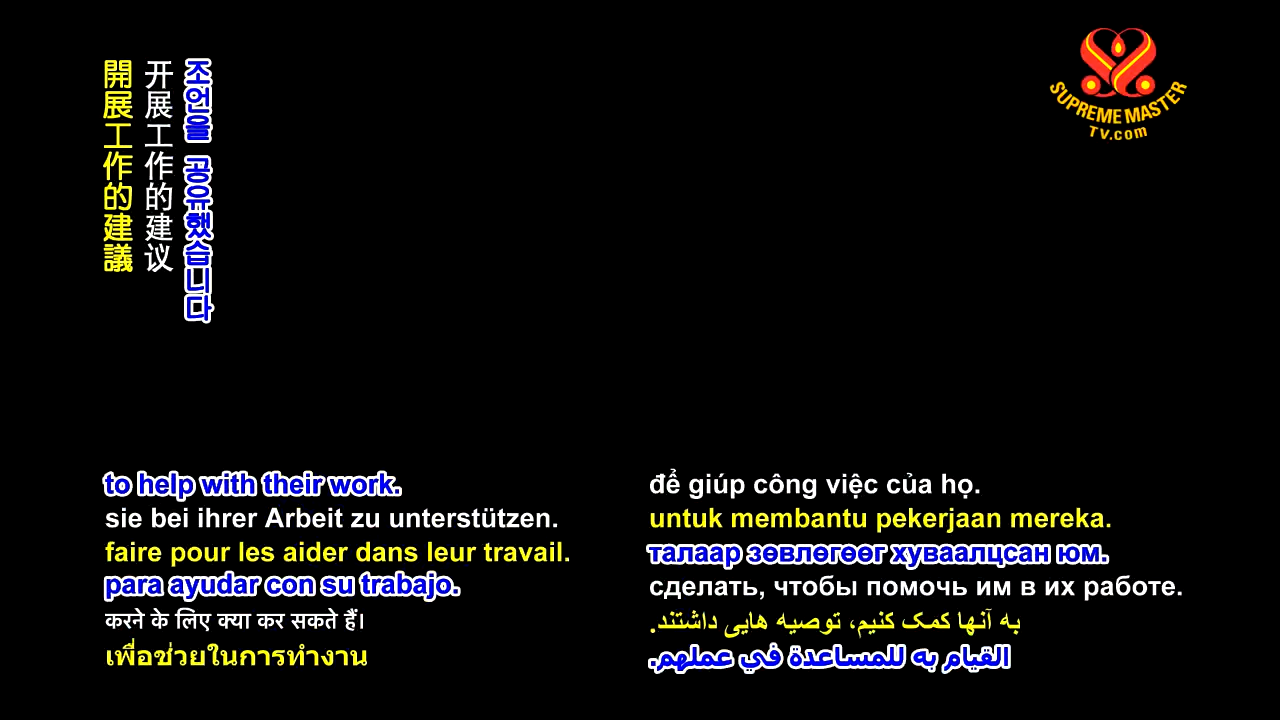 開展工作的建議
开展工作的建议
조언을 공유했습니다
SUPREME MASTER
TV.com
to help with their work.
sie bei ihrer Arbeit zu unterstützen.
faire pour les aider dans leur travail.
para ayudar con su trabajo.
करने के लिए क्या कर सकते हैं।
เพื่อช่วยในการทำงาน
để giúp công việc của họ.
untuk membantu pekerjaan mereka.
талаар зөвлөгөөг хуваалцсан юм.
сделать, чтобы помочь им в их работе.
به آنها کمک کنیم، توصیه هایی داشتند.
القيام به للمساعدة في عملهم.